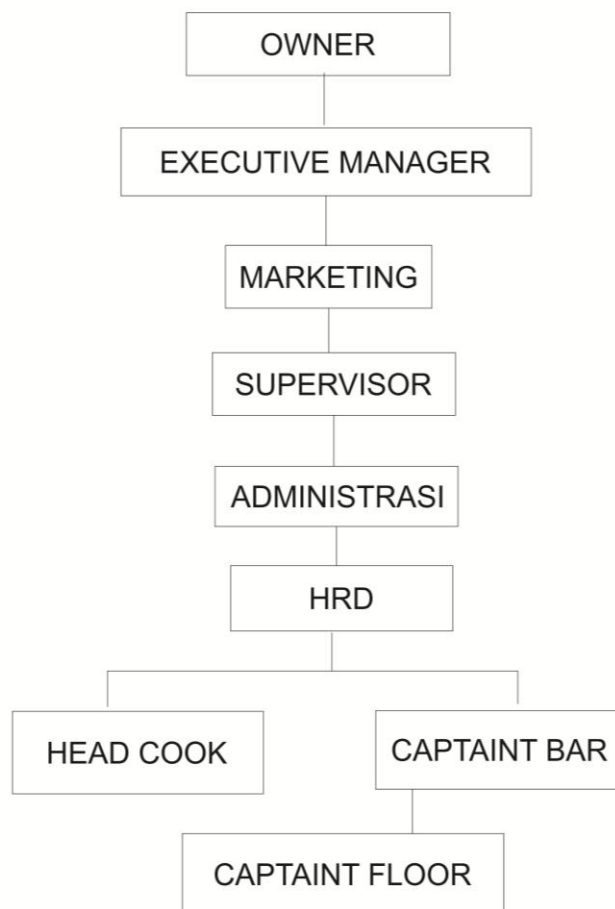 OWNER
EXECUTIVE MANAGER
MARKETING
SUPERVISOR
ADMINISTRASI
HRD
HEAD COOK
CAPTAINT BAR
CAPTAINT FLOOR